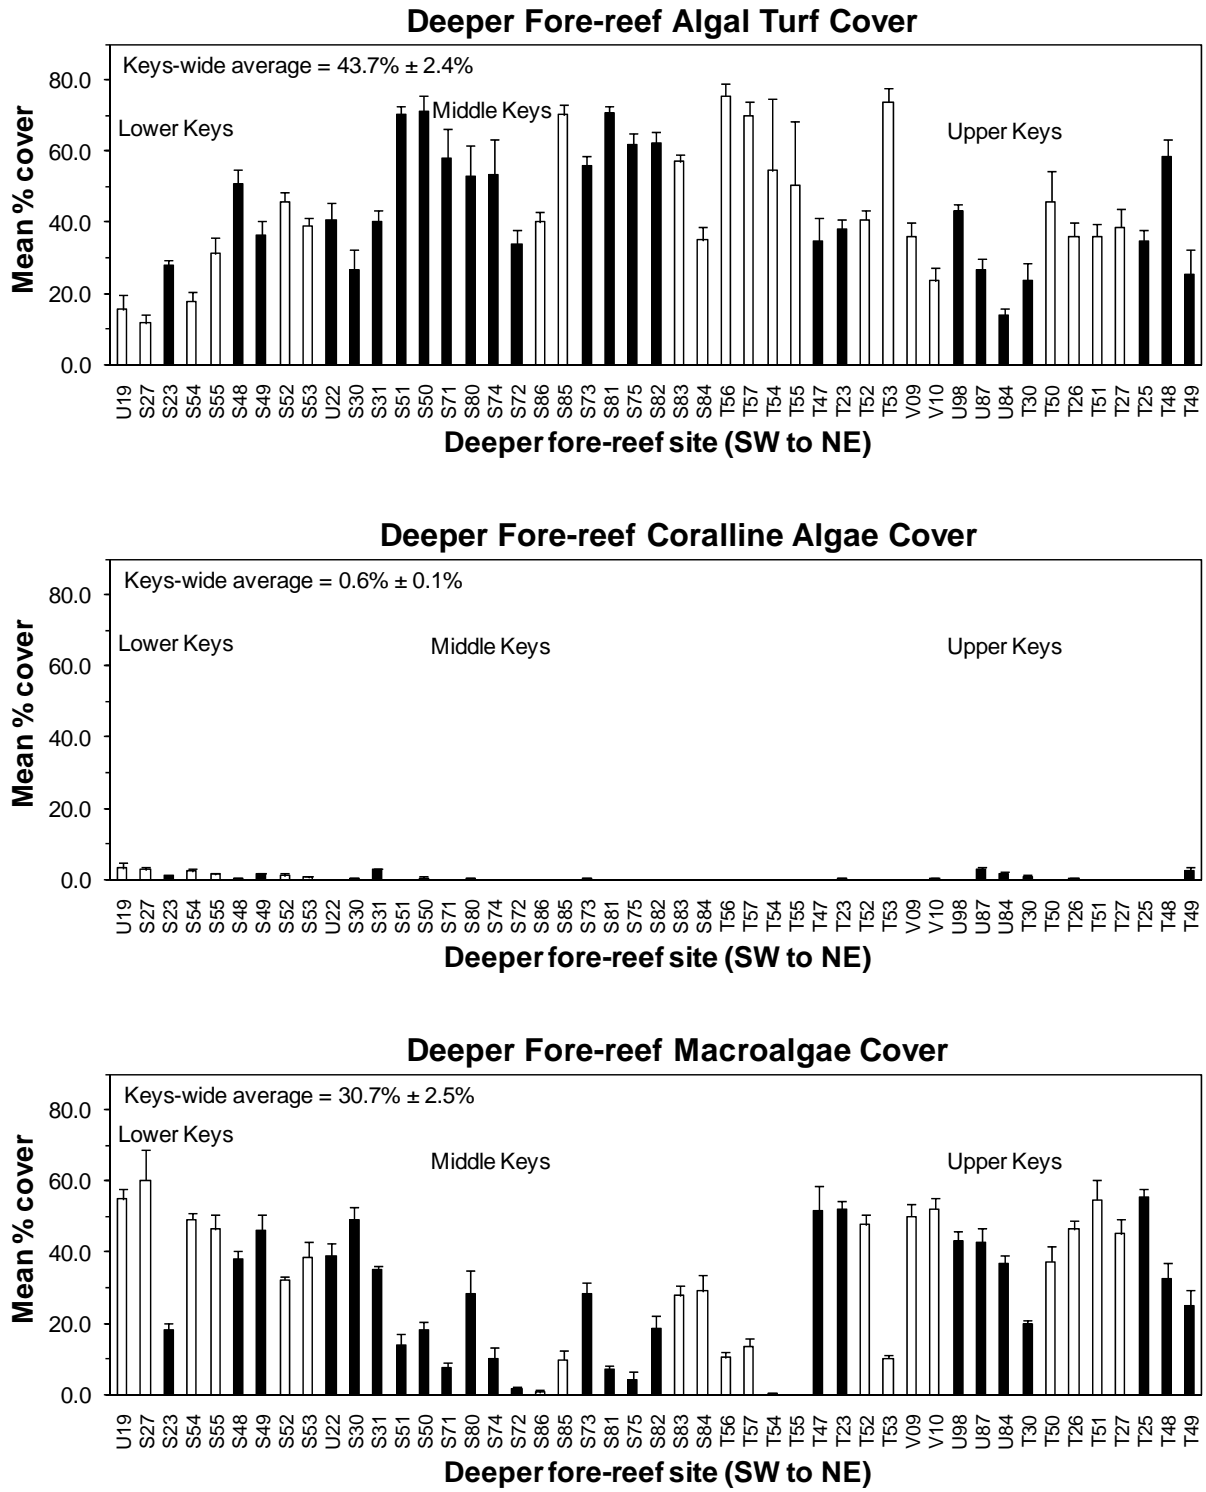 Deeper Fore-reef Algal Turf Cover
Keys-wide average = 43.7% ± 2.4%
80.0
Middle Keys
Lower Keys
Upper Keys
60.0
40.0
20.0
0.0
Mean % cover
U19 S27 S23 S54 S55 S48 S49 S52 S53 U22 S30 S31 S51 S50 S71 S80 S74 S72 S86 S85 S73 S81 S75 S82 S83 S84 T56 T57 T54 T55 T47 T23 T52 T53 V09 V10 U98 U87 U84 T30 T50 T26 T51 T27 T25 T48 T49
Deeper fore-reef site (SW to NE)
Deeper Fore-reef Coralline Algae Cover
Keys-wide average = 0.6% ± 0.1%
80.0
Lower Keys
Middle Keys
Upper Keys
60.0
40.0
20.0
0.0
Mean % cover
U19 S27 S23 S54 S55 S48 S49 S52 S53 U22 S30 S31 S51 S50 S71 S80 S74 S72 S86 S85 S73 S81 S75 S82 S83 S84 T56 T57 T54 T55 T47 T23 T52 T53 V09 V10 U98 U87 U84 T30 T50 T26 T51 T27 T25 T48 T49
Deeper fore-reef site (SW to NE)
Deeper Fore-reef Macroalgae Cover
Keys-wide average = 30.7% ± 2.5%
80.0
Lower Keys
Middle Keys
Upper Keys
60.0
40.0
20.0
0.0
Mean % cover
U19 S27 S23 S54 S55 S48 S49 S52 S53 U22 S30 S31 S51 S50 S71 S80 S74 S72 S86 S85 S73 S81 S75 S82 S83 S84 T56 T57 T54 T55 T47 T23 T52 T53 V09 V10 U98 U87 U84 T30 T50 T26 T51 T27 T25 T48 T49
Deeper fore-reef site (SW to NE)